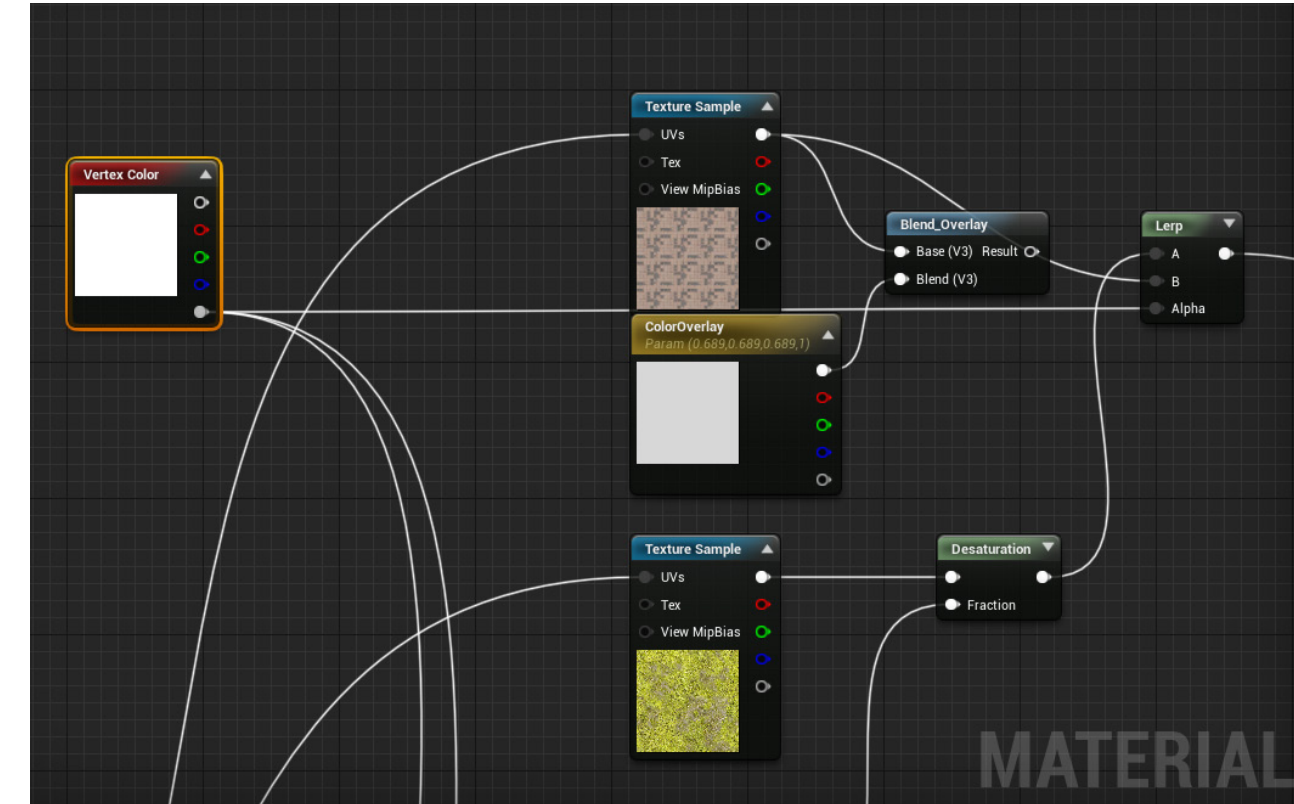 Vertex Color
Texture Sample
UVs
Tex
View MipBias
ColorOverlay
Param (0.689,0.689,0.689,1)
Blend_Overlay
Base (V3) Result
Blend (V3)
Lerp
A
B
Alpha
Texture Sample
UVs
Tex
View MipBias
Desaturation
Fraction
MATERIAL